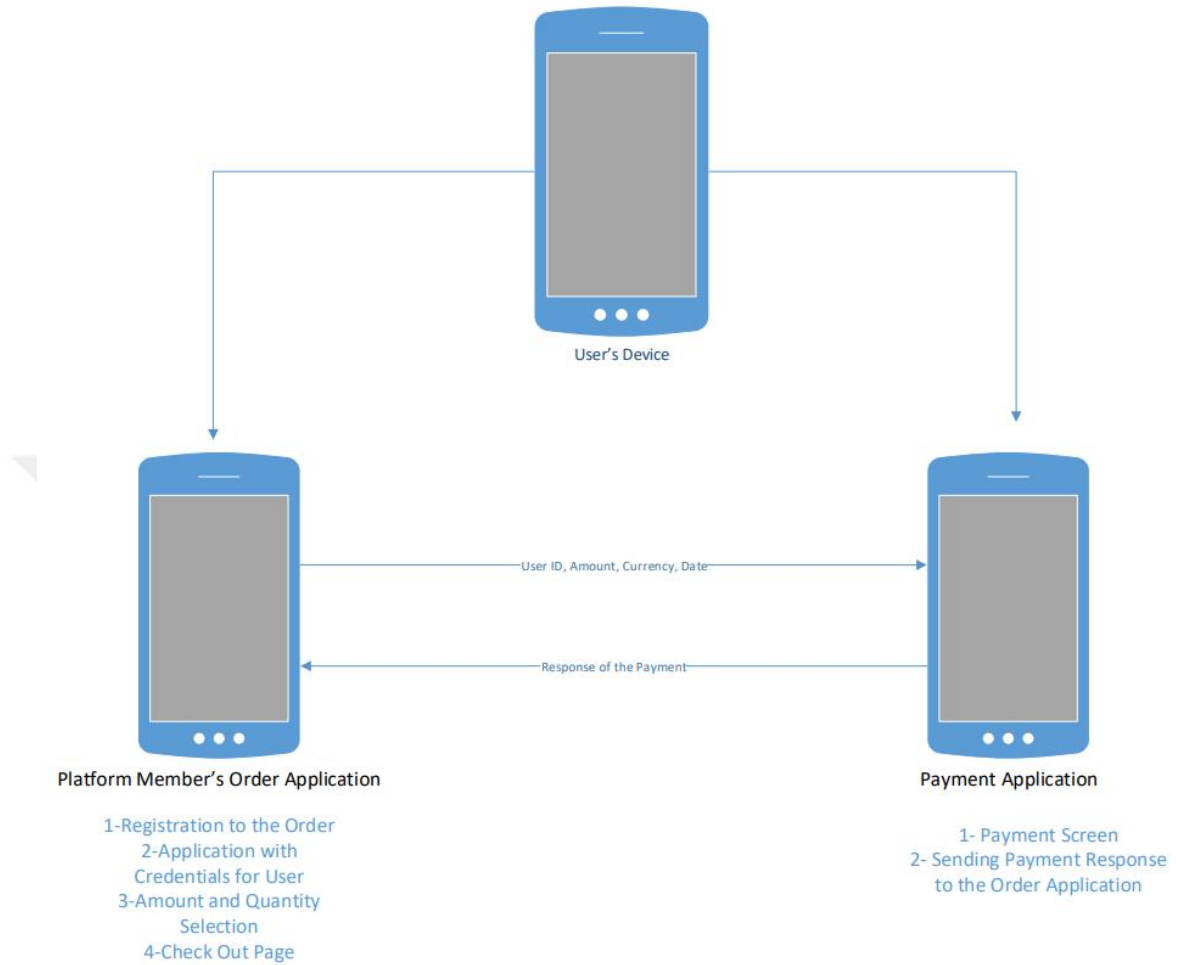 User's Device
User ID, Amount, Currency, Date
Response of the Payment
Platform Member's Order Application
1-Registration to the Order
2-Application with
Credentials for User
3-Amount and Quantity
Selection
4-Check Out Page
Payment Application
1- Payment Screen
2- Sending Payment Response
to the Order Application